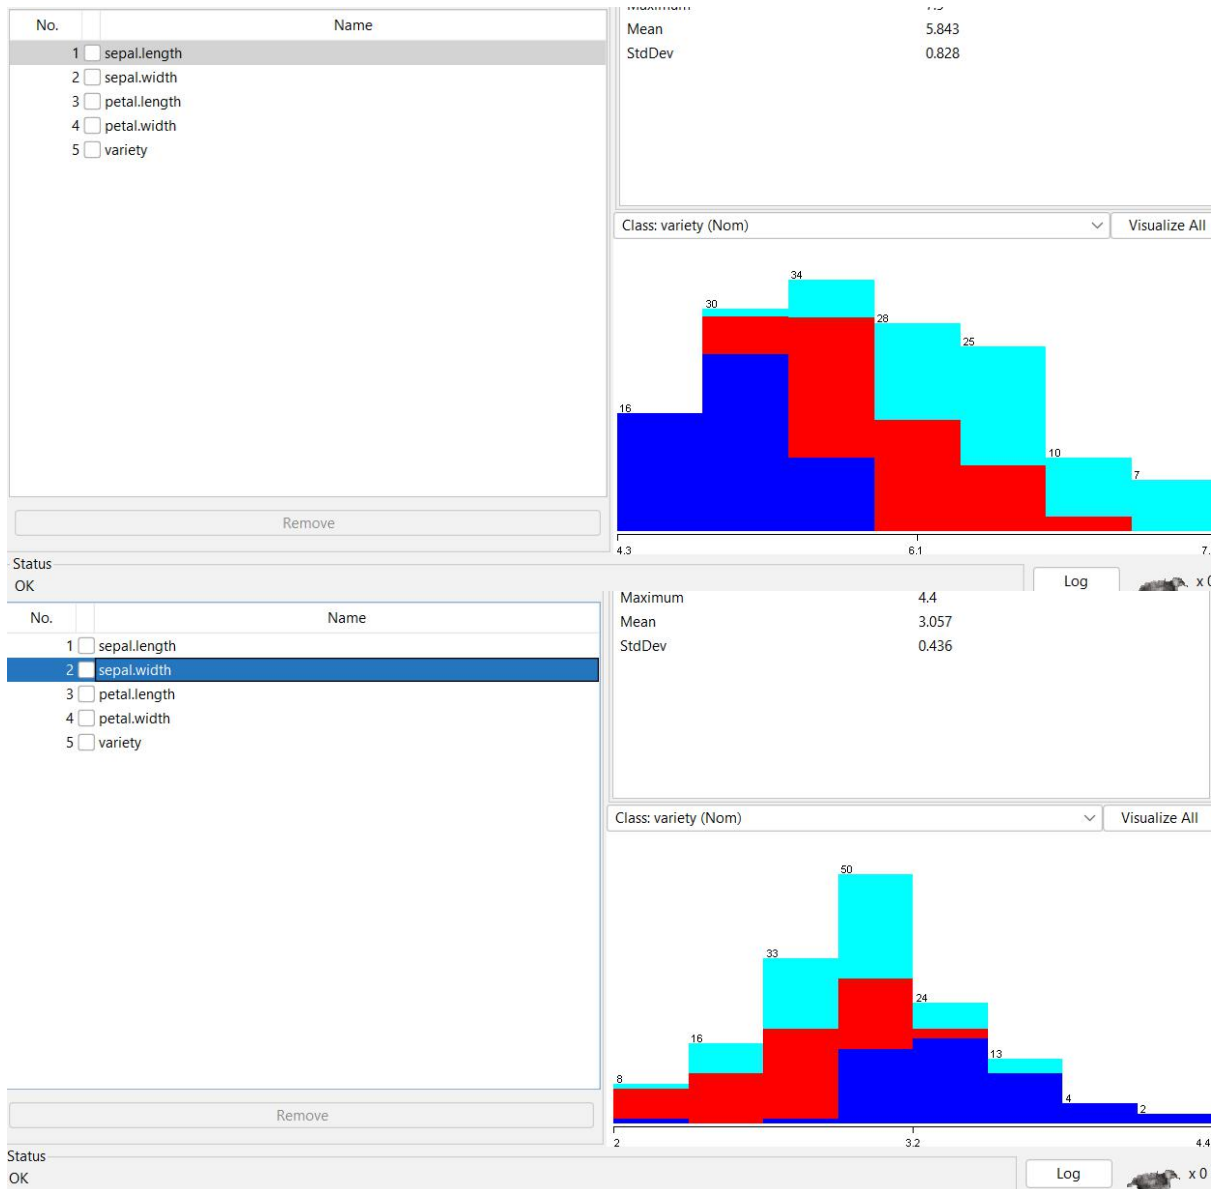 No. Name
1 sepal.length
2 sepal.width
3 petal.length
4 petal.width
5 variety
Remove
Status
OK
Mean 5.843
StdDev 0.828
Class: variety (Nom) Visualize All
16 30 34 28 25 10 7
4.3 6.1 7.
Log x 0
No. Name
1 sepal.length
2 sepal.width
3 petal.length
4 petal.width
5 variety
Remove
Status
OK
Maximum 4.4
Mean 3.057
StdDev 0.436
Class: variety (Nom) Visualize All
8 16 33 50 24 13 4 2
2 3.2 4.4
Log x 0